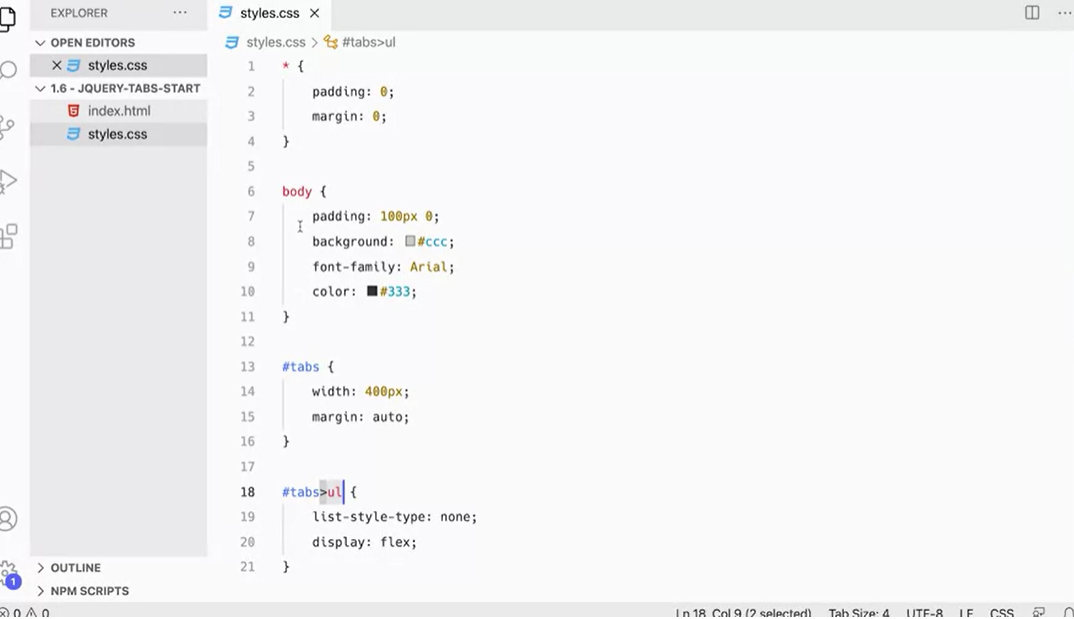 EXPLORER
styles.css
OPEN EDITORS
styles.css
1.6 - JQUERY-TABS-START
index.html
styles.css
OUTLINE
NPM SCRIPTS
1
styles.css > #tabs>ul
1 * {
2 padding: 0;
3 margin: 0;
4 }
5
6 body {
7 padding: 100px 0;
8 background: #ccc;
9 font-family: Arial;
10 color: #333;
11 }
12
13 #tabs {
14 width: 400px;
15 margin: auto;
16 }
17
18 #tabs>ul {
19 list-style-type: none;
20 display: flex;
21 }
0 0
Ln 18, Col 9 (2 selected) Tab Size: 4 UTF-8 LF CSS